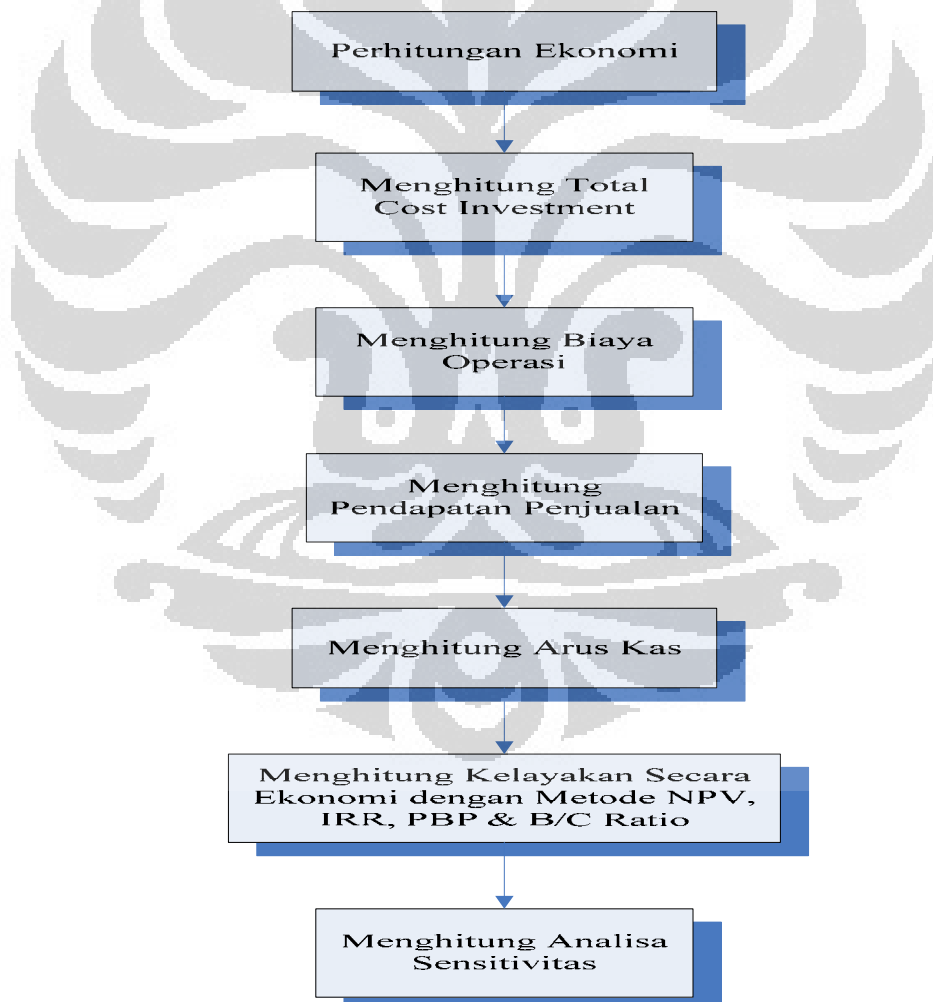 Perhitungan Ekonomi
Menghitung Total
Cost Investment
Menghitung Biaya
Operasi
Menghitung
Pendapatan Penjualan
Menghitung Arus Kas
Menghitung Kelayakan Secara
Ekonomi dengan Metode NPV,
IRR, PBP & B/C Ratio
Menghitung Analisa
Sensitivitas